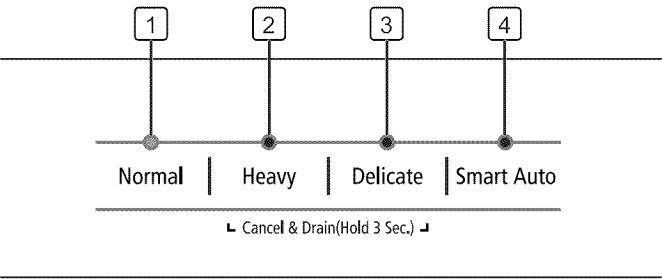 1 2 3 4
Normal | Heavy | Delicate | Smart Auto
Cancel & Drain(Hold 3 Sec.)